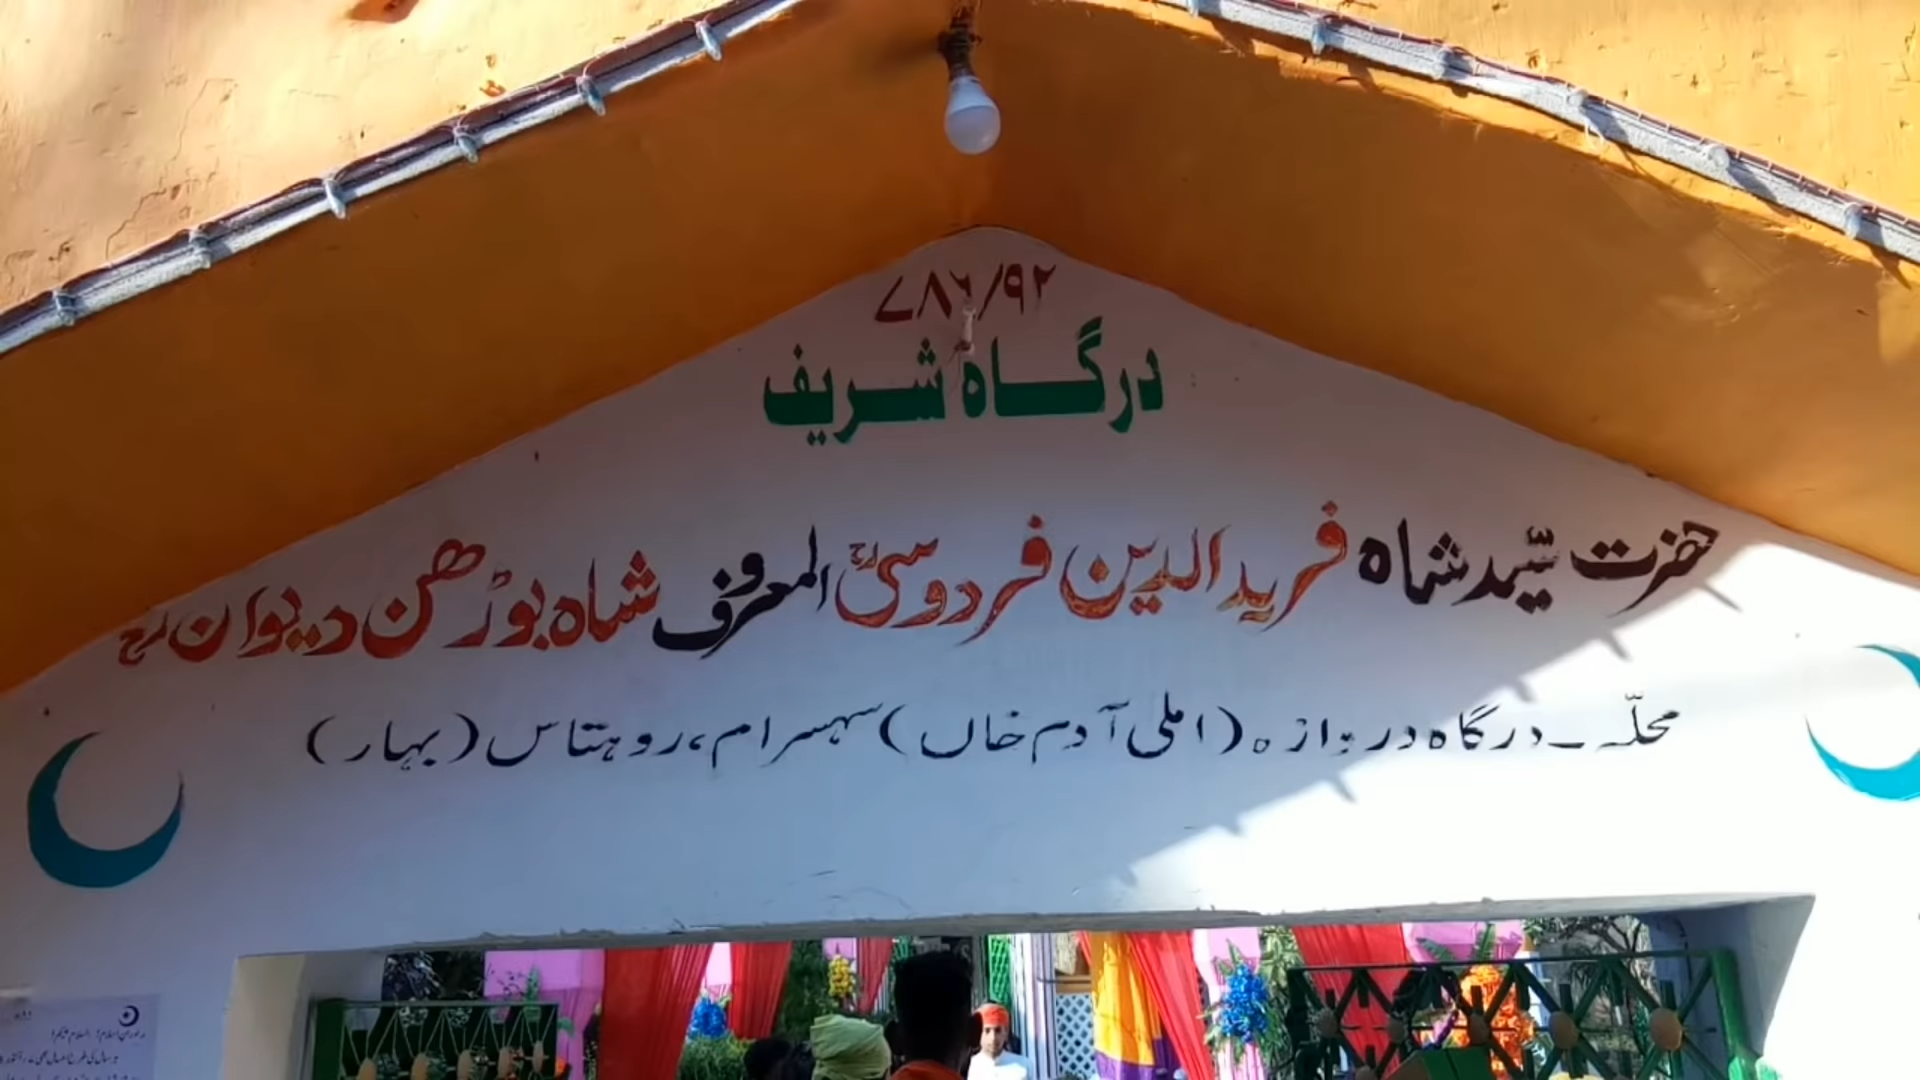 ۷۸۶/۹۲
درگاہ شریف
حضرت سیّد شاہ فرید الدین فردوسیؒ المعروف شاہ بوڑھن دیوانؒ
محلّہ ـ درگاہ دروازہ (املی آدم خاں) سہسرام، روہتاس (بہار)